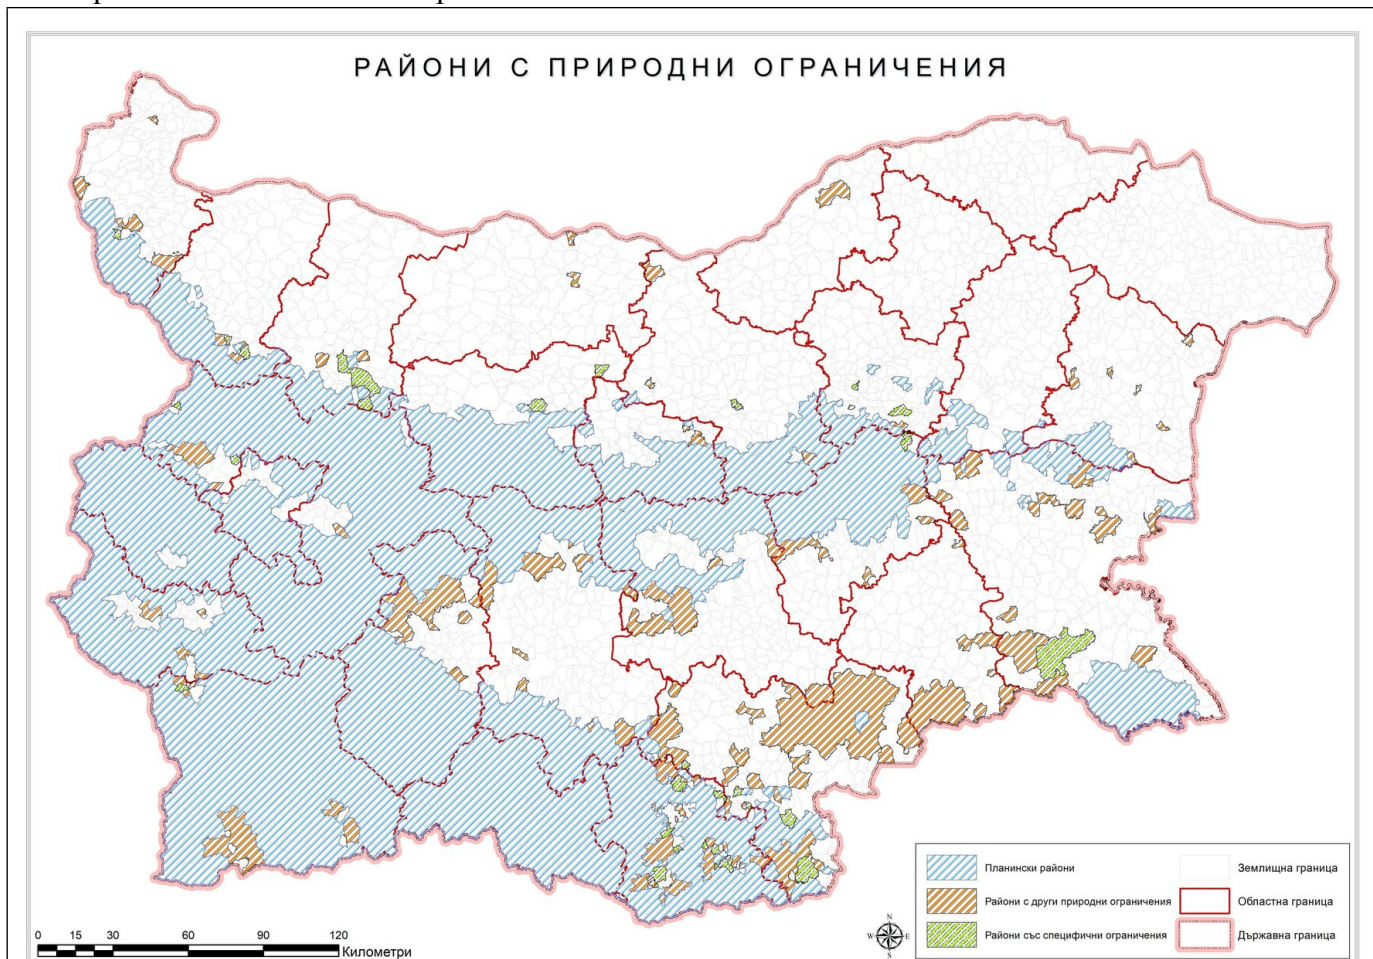 РАЙОНИ С ПРИРОДНИ ОГРАНИЧЕНИЯ
Планински райони
Землищна граница
Райони с други природни ограничения
Областна граница
Райони със специфични ограничения
Държавна граница
N
W E
S
0 15 30 60 90 120
Километри